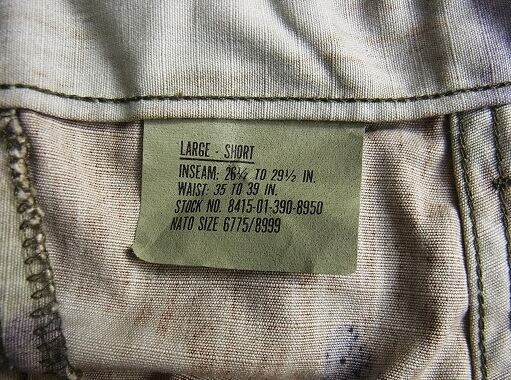 LARGE - SHORT
INSEAM: 26½ TO 29½ IN.
WAIST: 35 TO 39 IN.
STOCK NO. 8415-01-390-8950
NATO SIZE 6775/8999